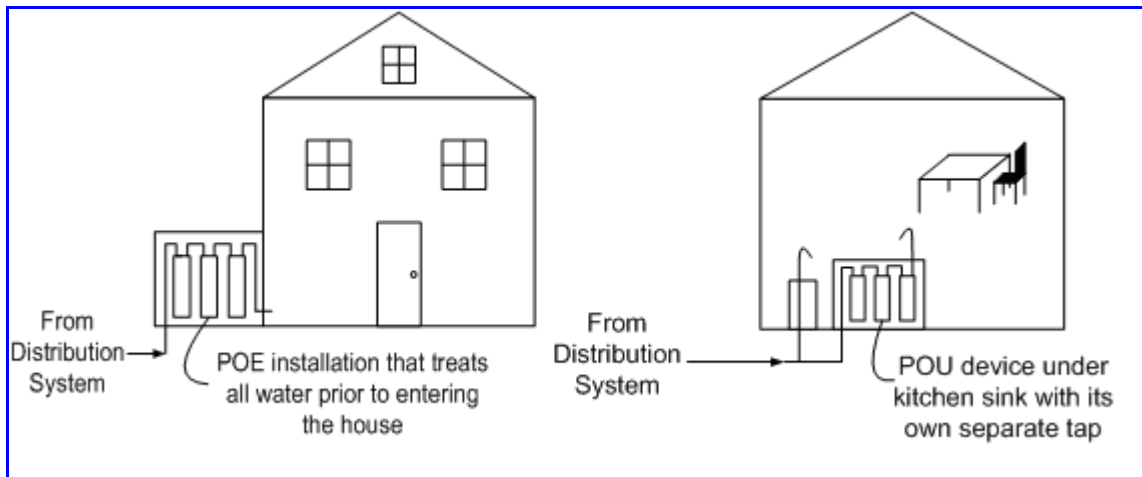 From
Distribution
System
POE installation that treats
all water prior to entering
the house
From
Distribution
System
POU device under
kitchen sink with its
own separate tap